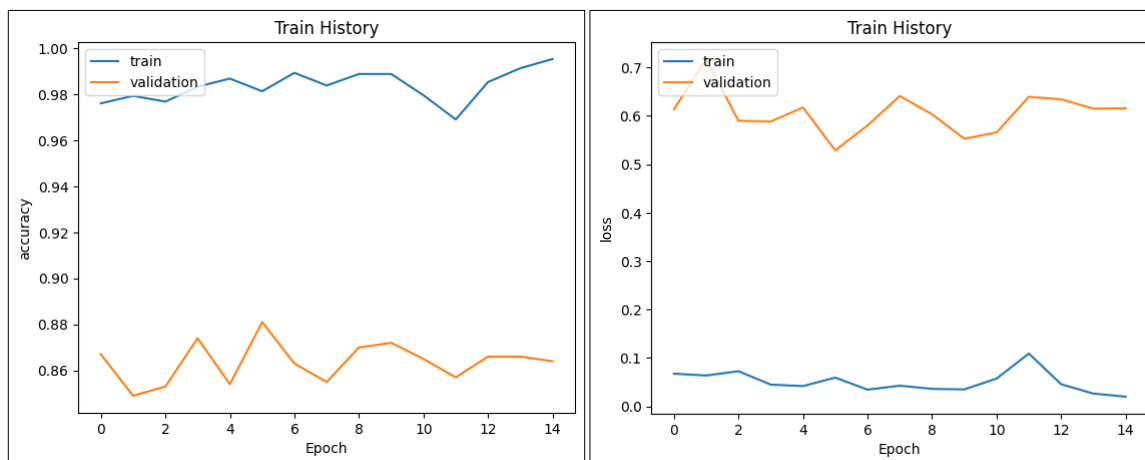 Train History
train
validation
1.00
0.98
0.96
0.94
0.92
0.90
0.88
0.86
accuracy
0 2 4 6 8 10 12 14
Epoch
Train History
train
validation
0.7
0.6
0.5
0.4
0.3
0.2
0.1
0.0
loss
0 2 4 6 8 10 12 14
Epoch